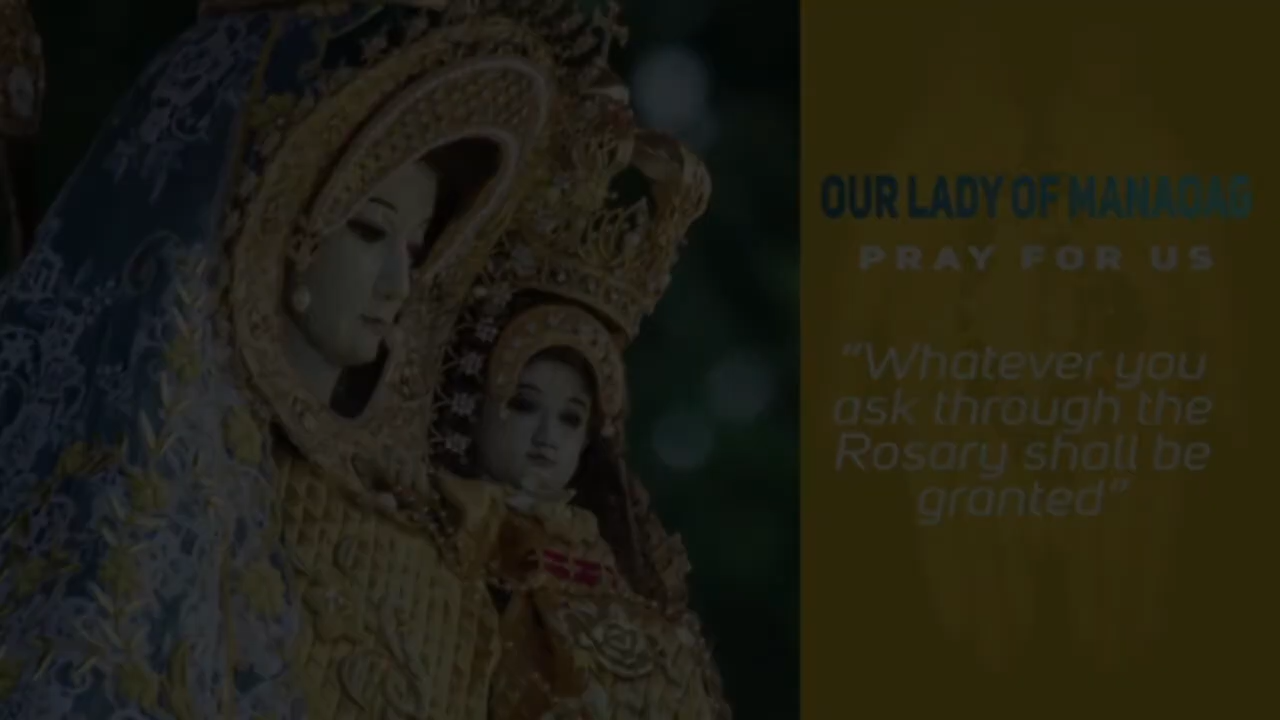 OUR LADY OF MANAOAG
PRAY FOR US
“Whatever you
ask through the
Rosary shall be
granted”